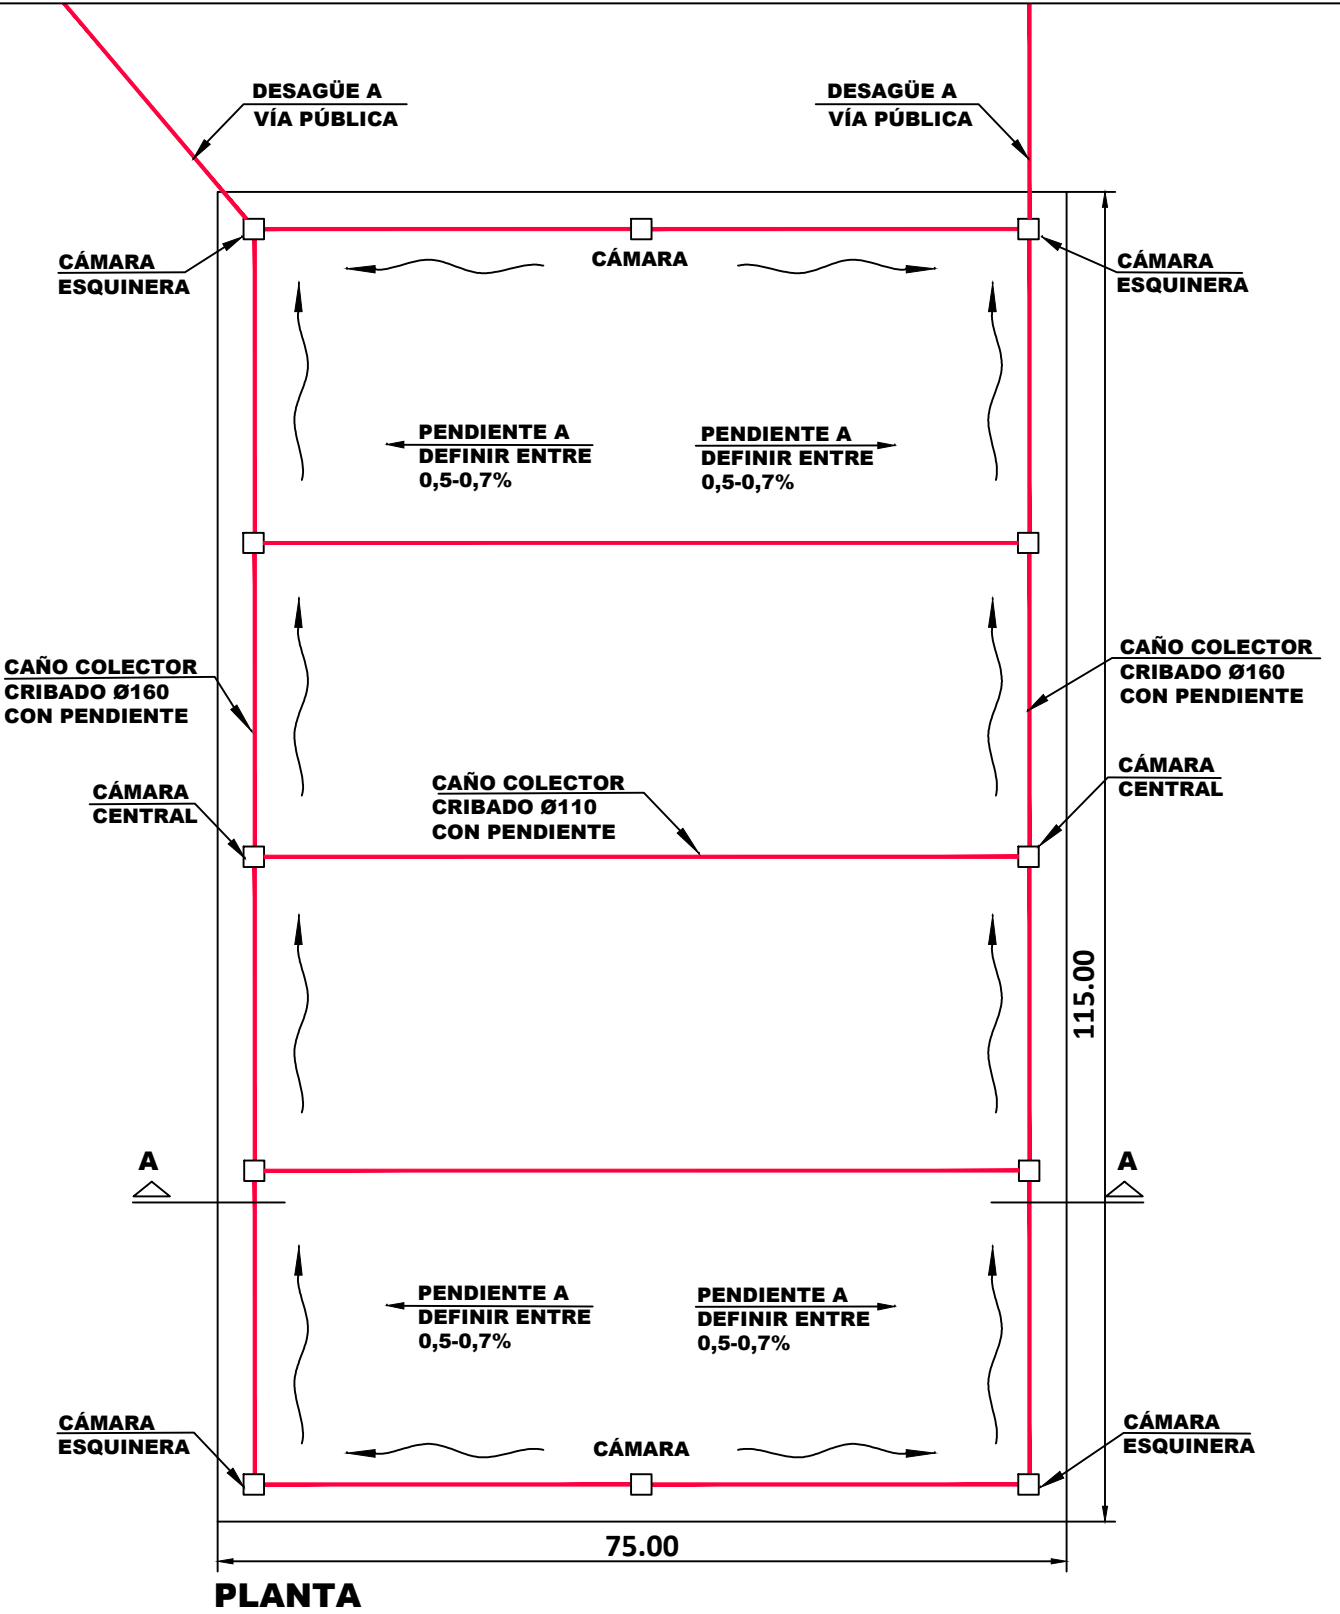 DESAGÜE A
VÍA PÚBLICA
DESAGÜE A
VÍA PÚBLICA
CÁMARA
ESQUINERA
CÁMARA
CÁMARA
ESQUINERA
PENDIENTE A
DEFINIR ENTRE
0,5-0,7%
PENDIENTE A
DEFINIR ENTRE
0,5-0,7%
CAÑO COLECTOR
CRIBADO Ø160
CON PENDIENTE
CAÑO COLECTOR
CRIBADO Ø160
CON PENDIENTE
CÁMARA
CENTRAL
CAÑO COLECTOR
CRIBADO Ø110
CON PENDIENTE
CÁMARA
CENTRAL
115.00
A
A
PENDIENTE A
DEFINIR ENTRE
0,5-0,7%
PENDIENTE A
DEFINIR ENTRE
0,5-0,7%
CÁMARA
ESQUINERA
CÁMARA
CÁMARA
ESQUINERA
75.00
PLANTA